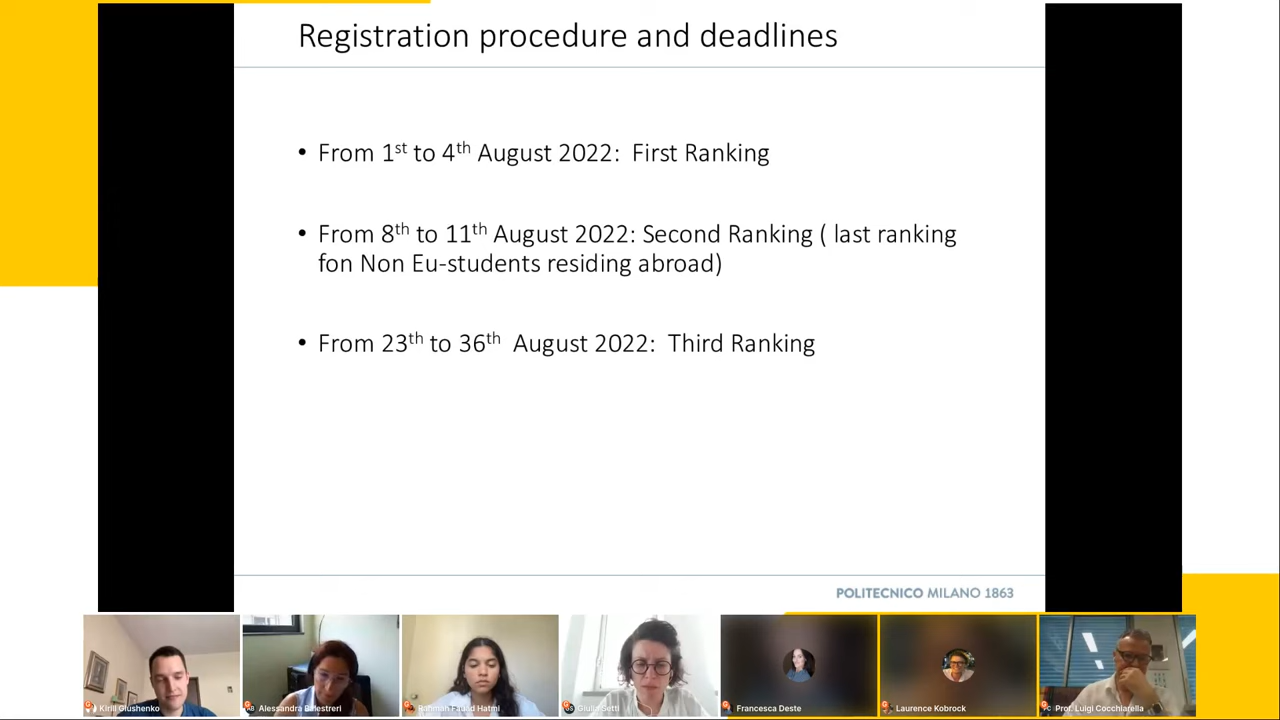 Registration procedure and deadlines
• From 1st to 4th August 2022: First Ranking
• From 8th to 11th August 2022: Second Ranking ( last ranking
fon Non Eu-students residing abroad)
• From 23th to 36th August 2022: Third Ranking
POLITECNICO MILANO 1863
Kirill Glushenko
Alessandra Balestreri
Rahman Fauad Hatmi
Giulia Setti
Francesca Deste
Laurence Kobrock
Prof. Luigi Cocchiarella